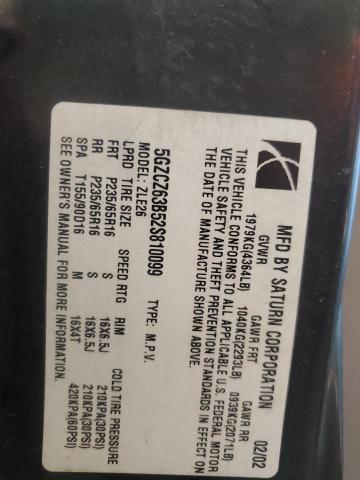 MFD BY SATURN CORPORATION 02/02
GVWR GAWR FRT GAWR RR
1979KG(4364LB) 1040KG(2293LB) 0939KG(2071LB)
THIS VEHICLE CONFORMS TO ALL APPLICABLE U.S. FEDERAL MOTOR
VEHICLE SAFETY AND THEFT PREVENTION STANDARDS IN EFFECT ON
THE DATE OF MANUFACTURE SHOWN ABOVE.
5GZCZ63B52S810099 TYPE: M.P.V.
MODEL: ZLE26
LPRD TIRE SIZE SPEED RTG RIM COLD TIRE PRESSURE
FRT P235/65R16 S 16X6.5J 210KPA(30PSI)
RR P235/65R16 S 16X6.5J 210KPA(30PSI)
SPA T155/90D16 M 16X4T 420KPA(60PSI)
SEE OWNER'S MANUAL FOR MORE INFORMATION